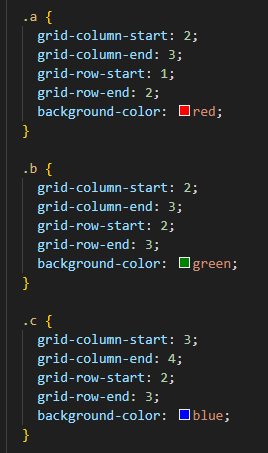 .a {
  grid-column-start: 2;
  grid-column-end: 3;
  grid-row-start: 1;
  grid-row-end: 2;
  background-color: red;
}
.b {
  grid-column-start: 2;
  grid-column-end: 3;
  grid-row-start: 2;
  grid-row-end: 3;
  background-color: green;
}
.c {
  grid-column-start: 3;
  grid-column-end: 4;
  grid-row-start: 2;
  grid-row-end: 3;
  background-color: blue;
}